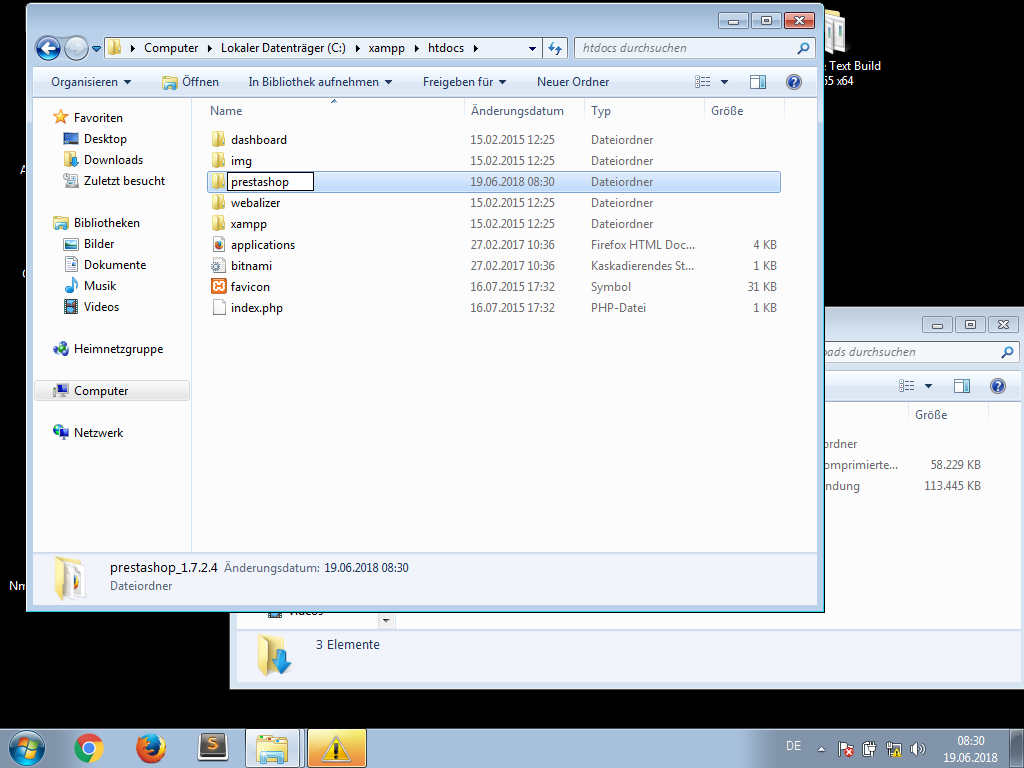 Computer Lokaler Datenträger (C:) xampp htdocs htdocs durchsuchen
Organisieren Öffnen In Bibliothek aufnehmen Freigeben für Neuer Ordner
Name Änderungsdatum Typ Größe
Favoriten
Desktop
Downloads
Zuletzt besucht
Bibliotheken
Bilder
Dokumente
Musik
Videos
Heimnetzgruppe
Computer
Netzwerk
dashboard 15.02.2015 12:25 Dateiordner
img 15.02.2015 12:25 Dateiordner
prestashop 19.06.2018 08:30 Dateiordner
webalizer 15.02.2015 12:25 Dateiordner
xampp 15.02.2015 12:25 Dateiordner
applications 27.02.2017 10:36 Firefox HTML Doc... 4 KB
bitnami 27.02.2017 10:36 Kaskadierendes St... 1 KB
favicon 16.07.2015 17:32 Symbol 31 KB
index.php 16.07.2015 17:32 PHP-Datei 1 KB
prestashop_1.7.2.4 Änderungsdatum: 19.06.2018 08:30
Dateiordner
Text Build
x64
durchsuchen
Größe
58.229 KB
113.445 KB
3 Elemente
DE
08:30
19.06.2018